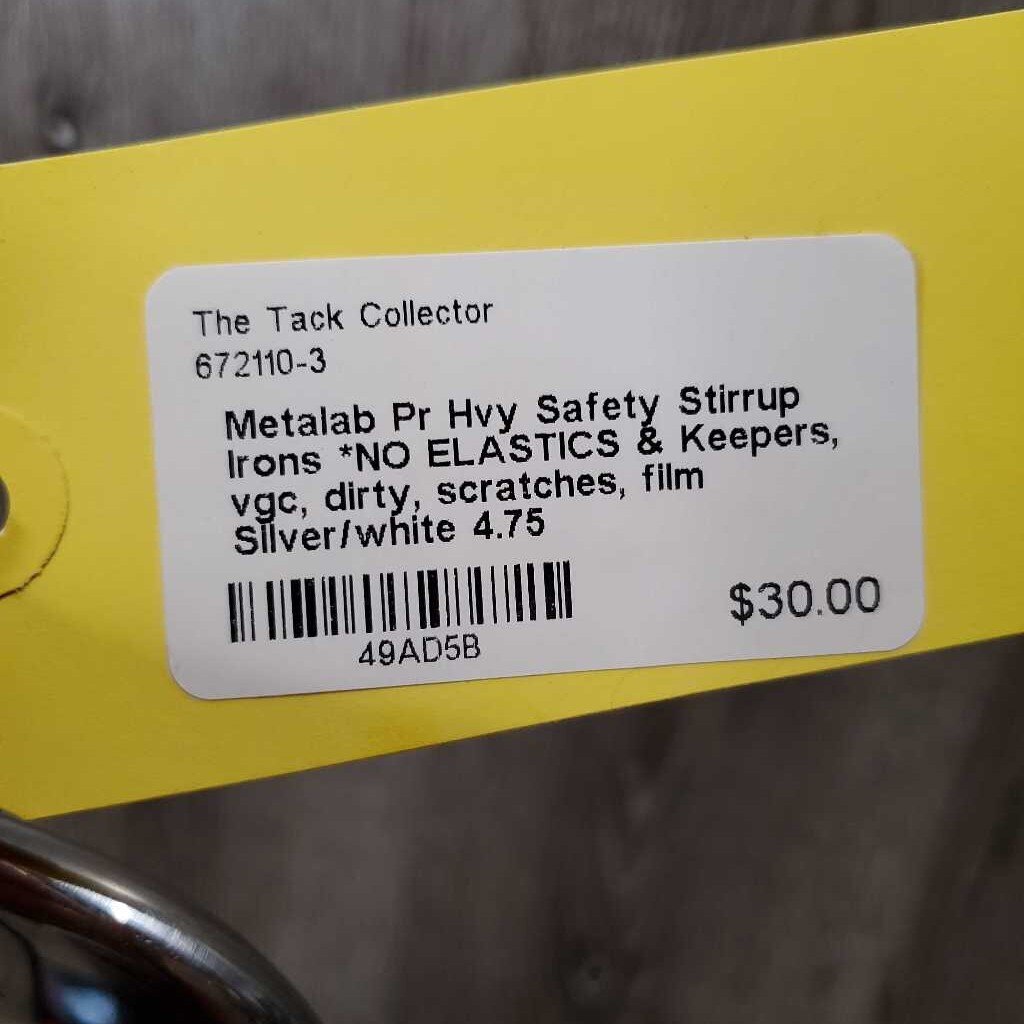 The Tack Collector
672110-3
Metalab Pr Hvy Safety Stirrup
Irons *NO ELASTICS & Keepers,
vgc, dirty, scratches, film
Silver/white 4.75
$30.00
49AD5B